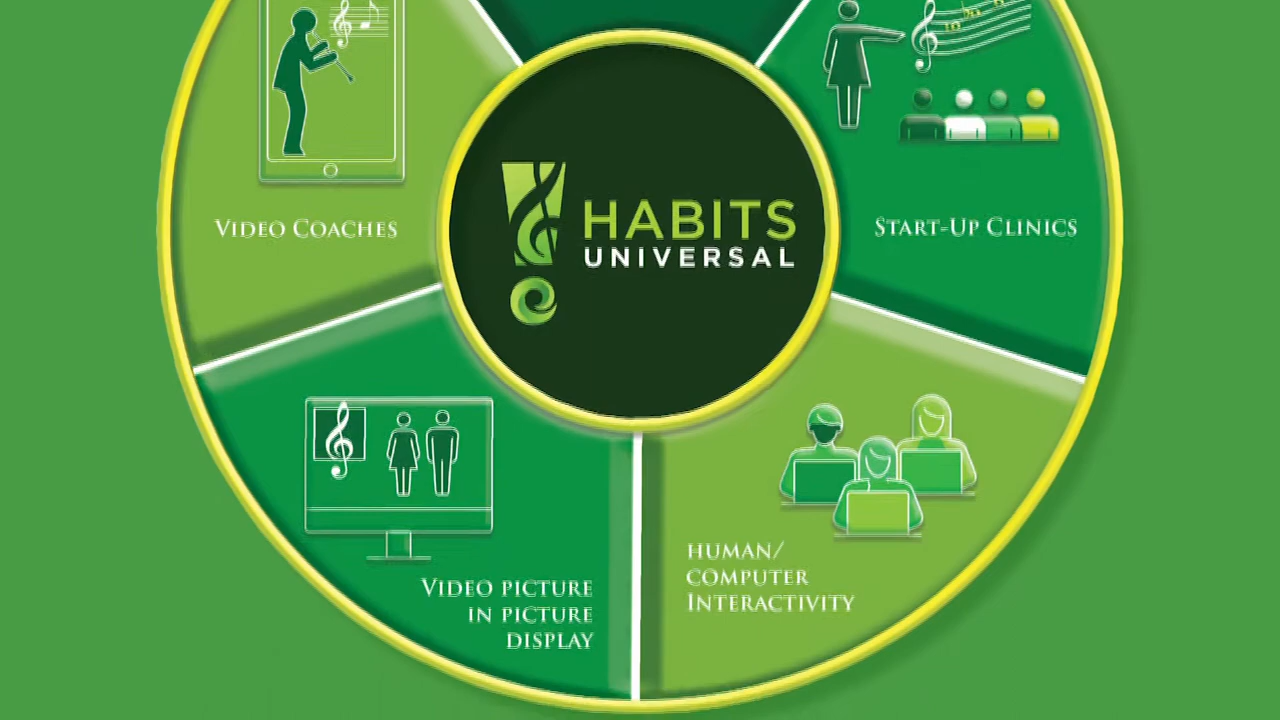 HABITS
UNIVERSAL
VIDEO COACHES
START-UP CLINICS
VIDEO PICTURE
IN PICTURE
DISPLAY
HUMAN/
COMPUTER
INTERACTIVITY